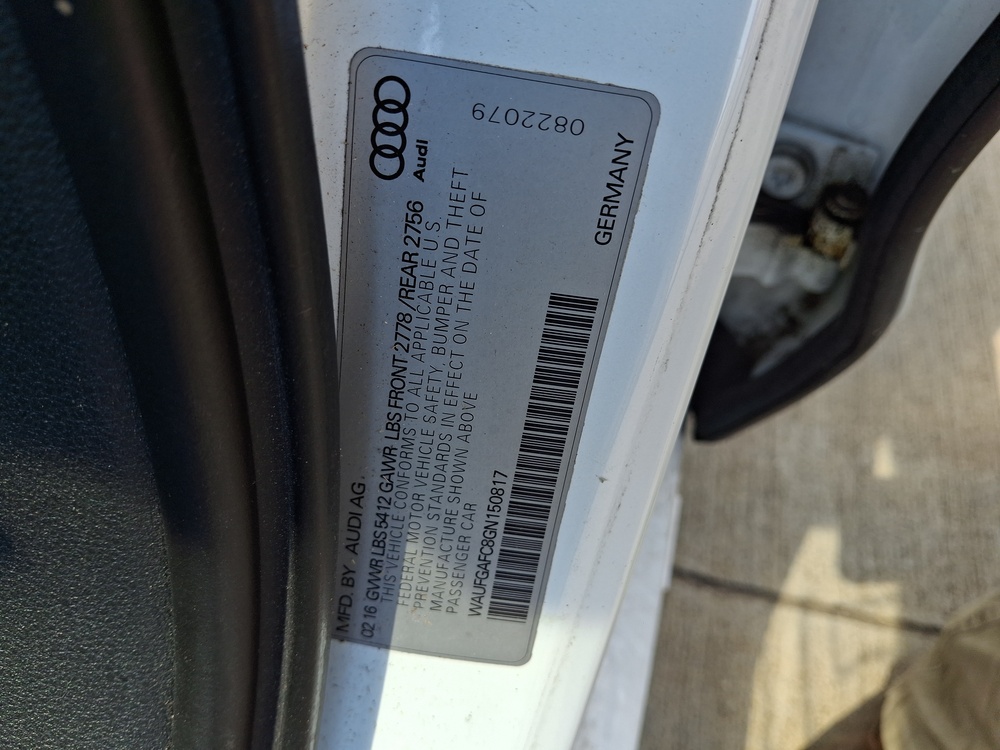 Audi
0822079
MFD. BY AUDI AG.
02 16 GVWR LBS 5412 GAWR LBS FRONT 2778 / REAR 2756
THIS VEHICLE CONFORMS TO ALL APPLICABLE U.S.
FEDERAL MOTOR VEHICLE SAFETY, BUMPER AND THEFT
PREVENTION STANDARDS IN EFFECT ON THE DATE OF
MANUFACTURE SHOWN ABOVE
PASSENGER CAR
WAUFGAFC8GN150817
GERMANY